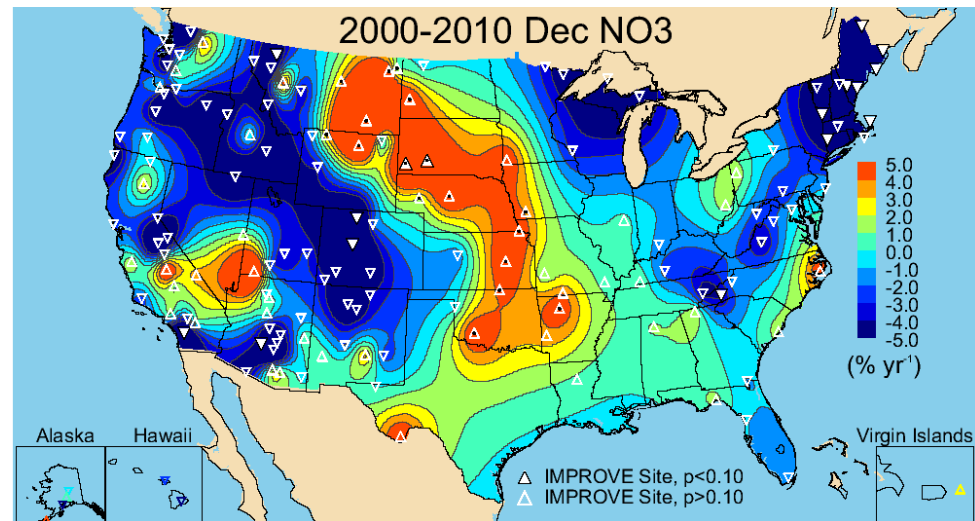 2000-2010 Dec NO3
5.0
4.0
3.0
2.0
1.0
0.0
-1.0
-2.0
-3.0
-4.0
-5.0
(% yr⁻¹)
Alaska
Hawaii
Virgin Islands
IMPROVE Site, p<0.10
IMPROVE Site, p>0.10